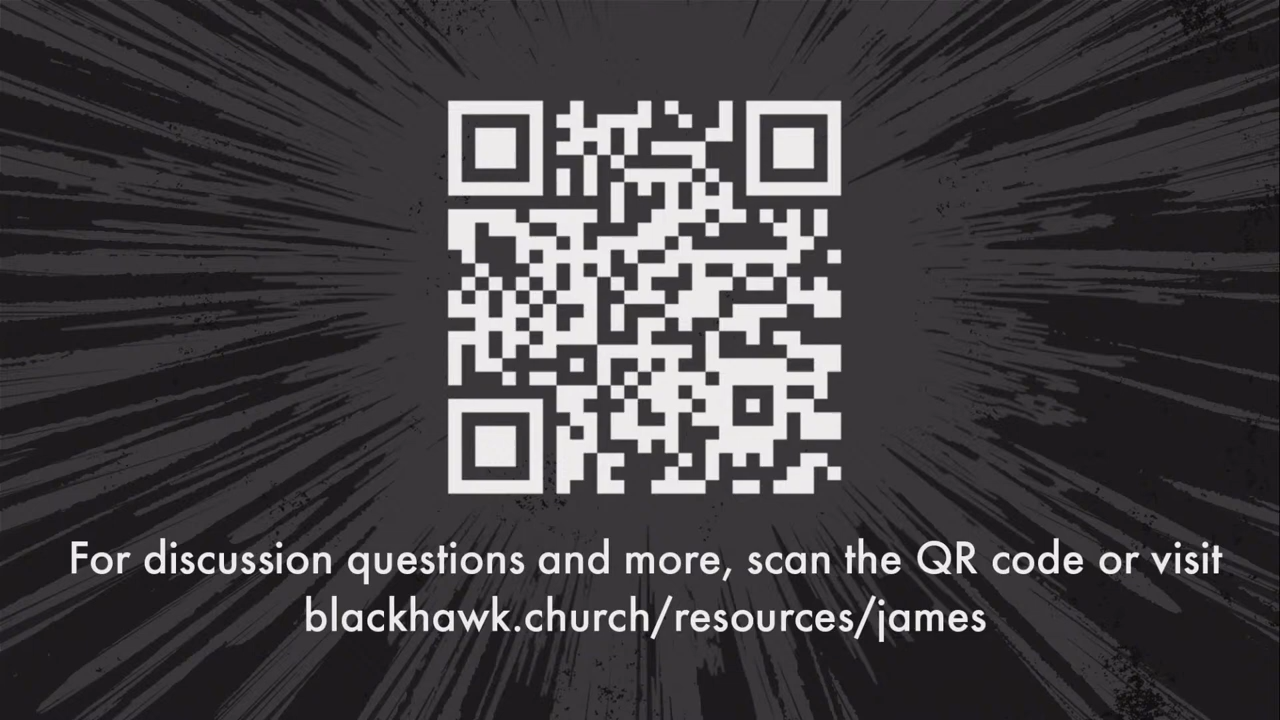 For discussion questions and more, scan the QR code or visit
blackhawk.church/resources/james